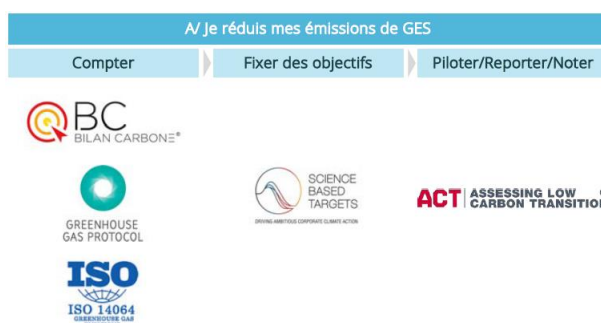 A/ Je réduis mes émissions de GES
Compter
Fixer des objectifs
Piloter/Reporter/Noter
BC
BILAN CARBONE®
GREENHOUSE
GAS PROTOCOL
ISO
ISO 14064
GREENHOUSE GAS
SCIENCE
BASED
TARGETS
DRIVING AMBITIOUS CORPORATE CLIMATE ACTION
ACT
ASSESSING LOW
CARBON TRANSITION